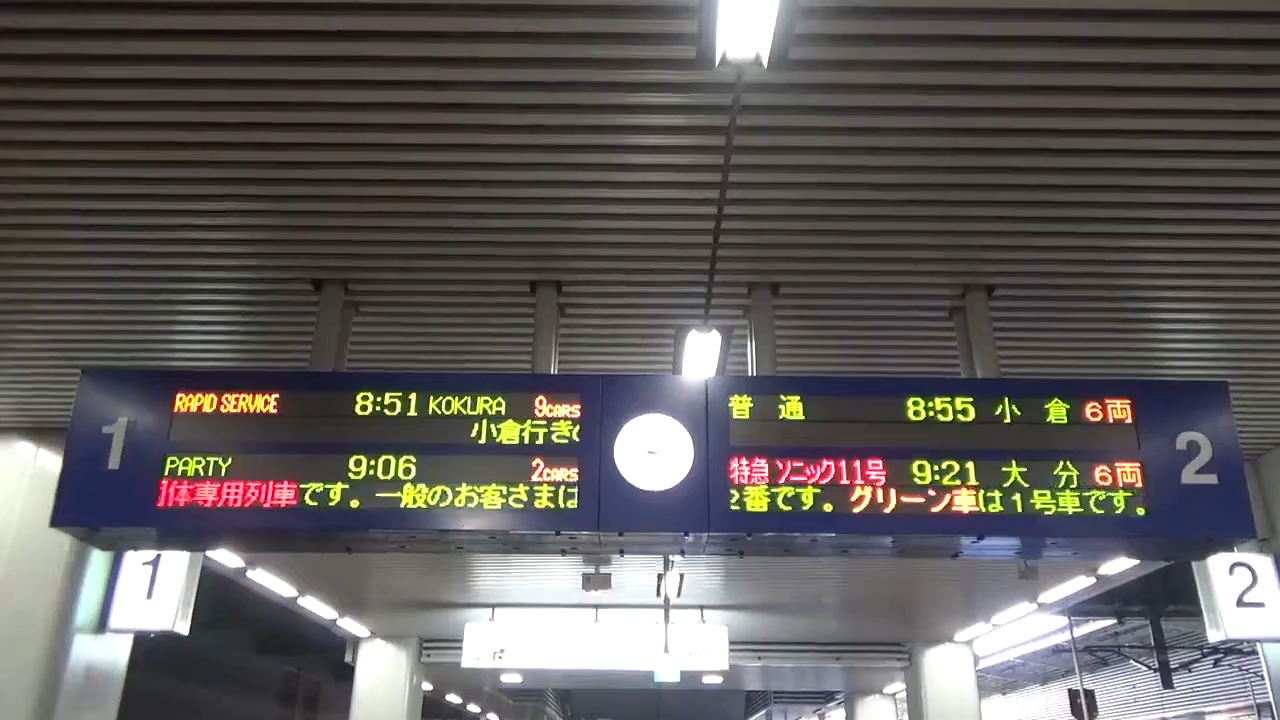 1
RAPID SERVICE 8:51 KOKURA 9CARS
小倉行き
PARTY 9:06 2CARS
体専用列車です。一般のお客さまは
普通 8:55 小倉 6両
特急 ソニック11号 9:21 大分 6両
2番です。グリーン車は1号車です。
2
1
2